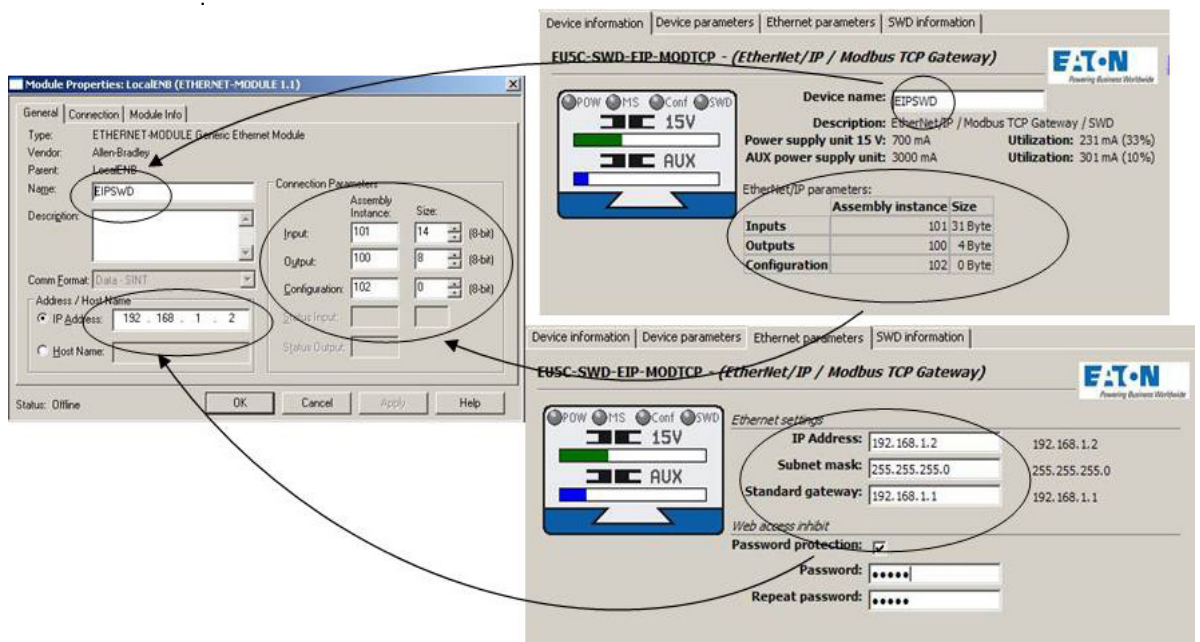 Module Properties: LocalENB (ETHERNET-MODULE 1.1)
General Connection Module Info
Type: ETHERNET-MODULE Generic Ethernet Module
Vendor: Allen-Bradley
Parent: LocalENB
Name: EIPSWD
Description:
Comm Format: Data - SINT
Address / Host Name
IP Address: 192 . 168 . 1 . 2
Host Name:
Connection Parameters
Assembly Instance: Size:
Input: 101 14 (8-bit)
Output: 100 8 (8-bit)
Configuration: 102 0 (8-bit)
Status Input:
Status Output:
Status: Offline
OK Cancel Apply Help
Device information Device parameters Ethernet parameters SWD information
EU5C-SWD-EIP-MODTCP - (EtherNet/IP / Modbus TCP Gateway)
EATON
Powering Business Worldwide
POW MS Conf SWD
15V
AUX
Device name: EIPSWD
Description: EtherNet/IP / Modbus TCP Gateway / SWD
Power supply unit 15 V: 700 mA Utilization: 231 mA (33%)
AUX power supply unit: 3000 mA Utilization: 301 mA (10%)
EtherNet/IP parameters:
Assembly instance Size
Inputs 101 31 Byte
Outputs 100 4 Byte
Configuration 102 0 Byte
Device information Device parameters Ethernet parameters SWD information
EU5C-SWD-EIP-MODTCP - (EtherNet/IP / Modbus TCP Gateway)
EATON
Powering Business Worldwide
POW MS Conf SWD
15V
AUX
Ethernet settings
IP Address: 192.168.1.2 192.168.1.2
Subnet mask: 255.255.255.0 255.255.255.0
Standard gateway: 192.168.1.1 192.168.1.1
Web access inhibit
Password protection:
Password: •••••
Repeat password: •••••